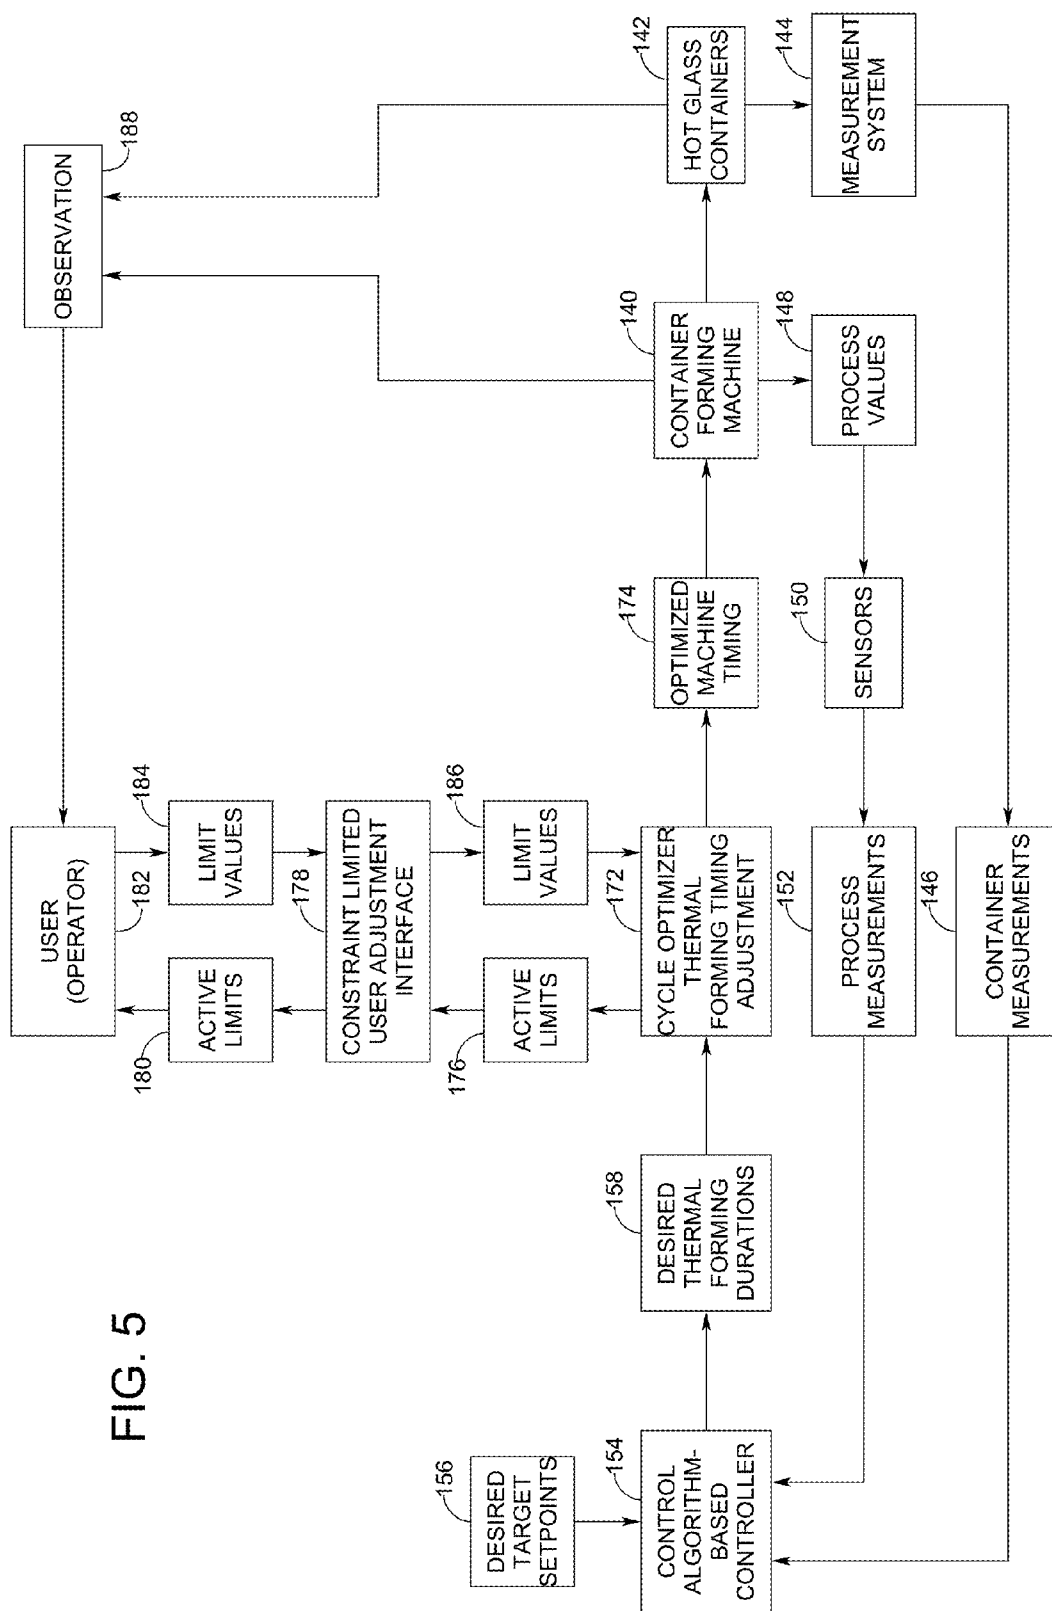 FIG. 5
USER
(OPERATOR)
182
OBSERVATION
188
ACTIVE
LIMITS
180
LIMIT
VALUES
184
CONSTRAINT LIMITED
USER ADJUSTMENT
INTERFACE
178
ACTIVE
LIMITS
176
LIMIT
VALUES
186
DESIRED
TARGET
SETPOINTS
156
CONTROL
ALGORITHM-
BASED
CONTROLLER
154
DESIRED
THERMAL
FORMING
DURATIONS
158
CYCLE OPTIMIZER
THERMAL
FORMING TIMING
ADJUSTMENT
172
OPTIMIZED
MACHINE
TIMING
174
CONTAINER
FORMING
MACHINE
140
HOT GLASS
CONTAINERS
142
PROCESS
MEASUREMENTS
152
SENSORS
150
PROCESS
VALUES
148
MEASUREMENT
SYSTEM
144
CONTAINER
MEASUREMENTS
146